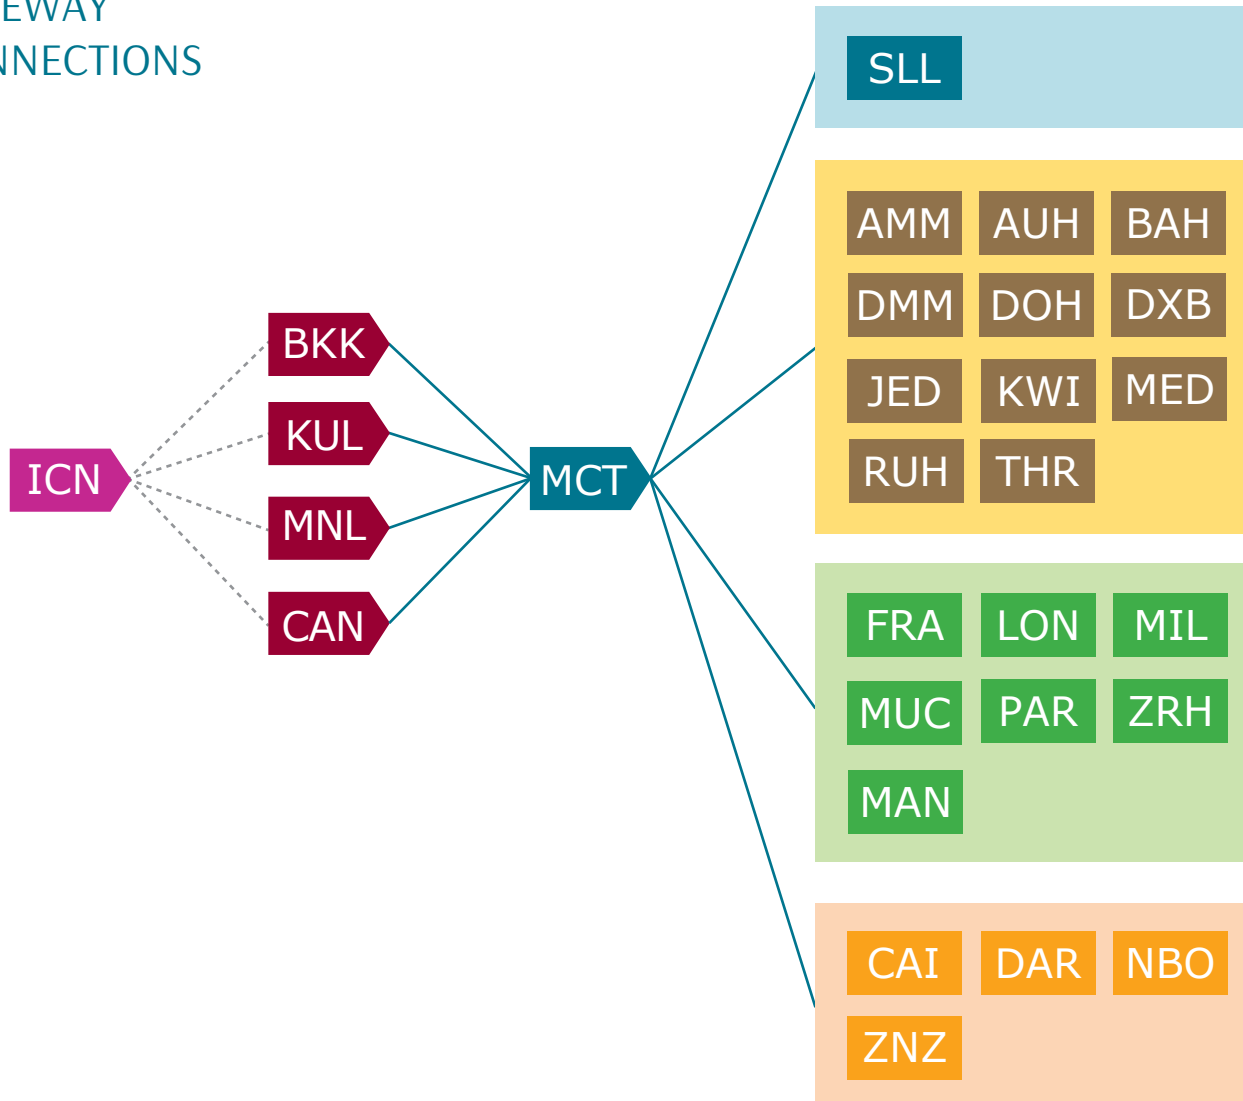 EWAY
NNECTIONS
ICN
BKK
KUL
MNL
CAN
MCT
SLL
AMM AUH BAH
DMM DOH DXB
JED KWI MED
RUH THR
FRA LON MIL
MUC PAR ZRH
MAN
CAI DAR NBO
ZNZ